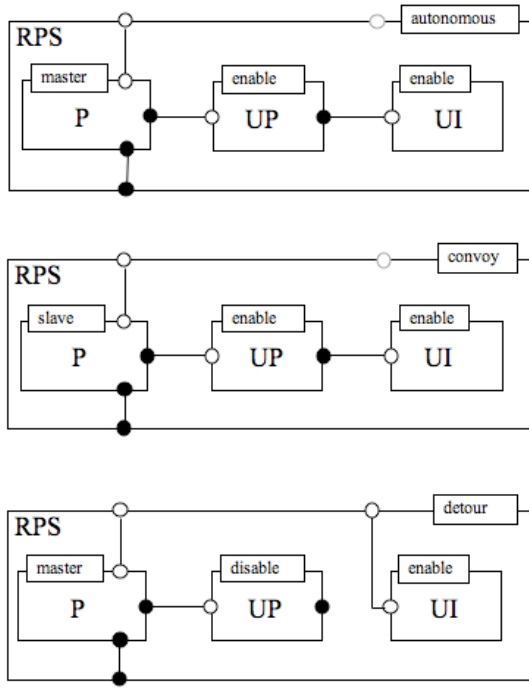 autonomous
RPS
master
enable
enable
P
UP
UI
convoy
RPS
slave
enable
enable
P
UP
UI
detour
RPS
master
disable
enable
P
UP
UI